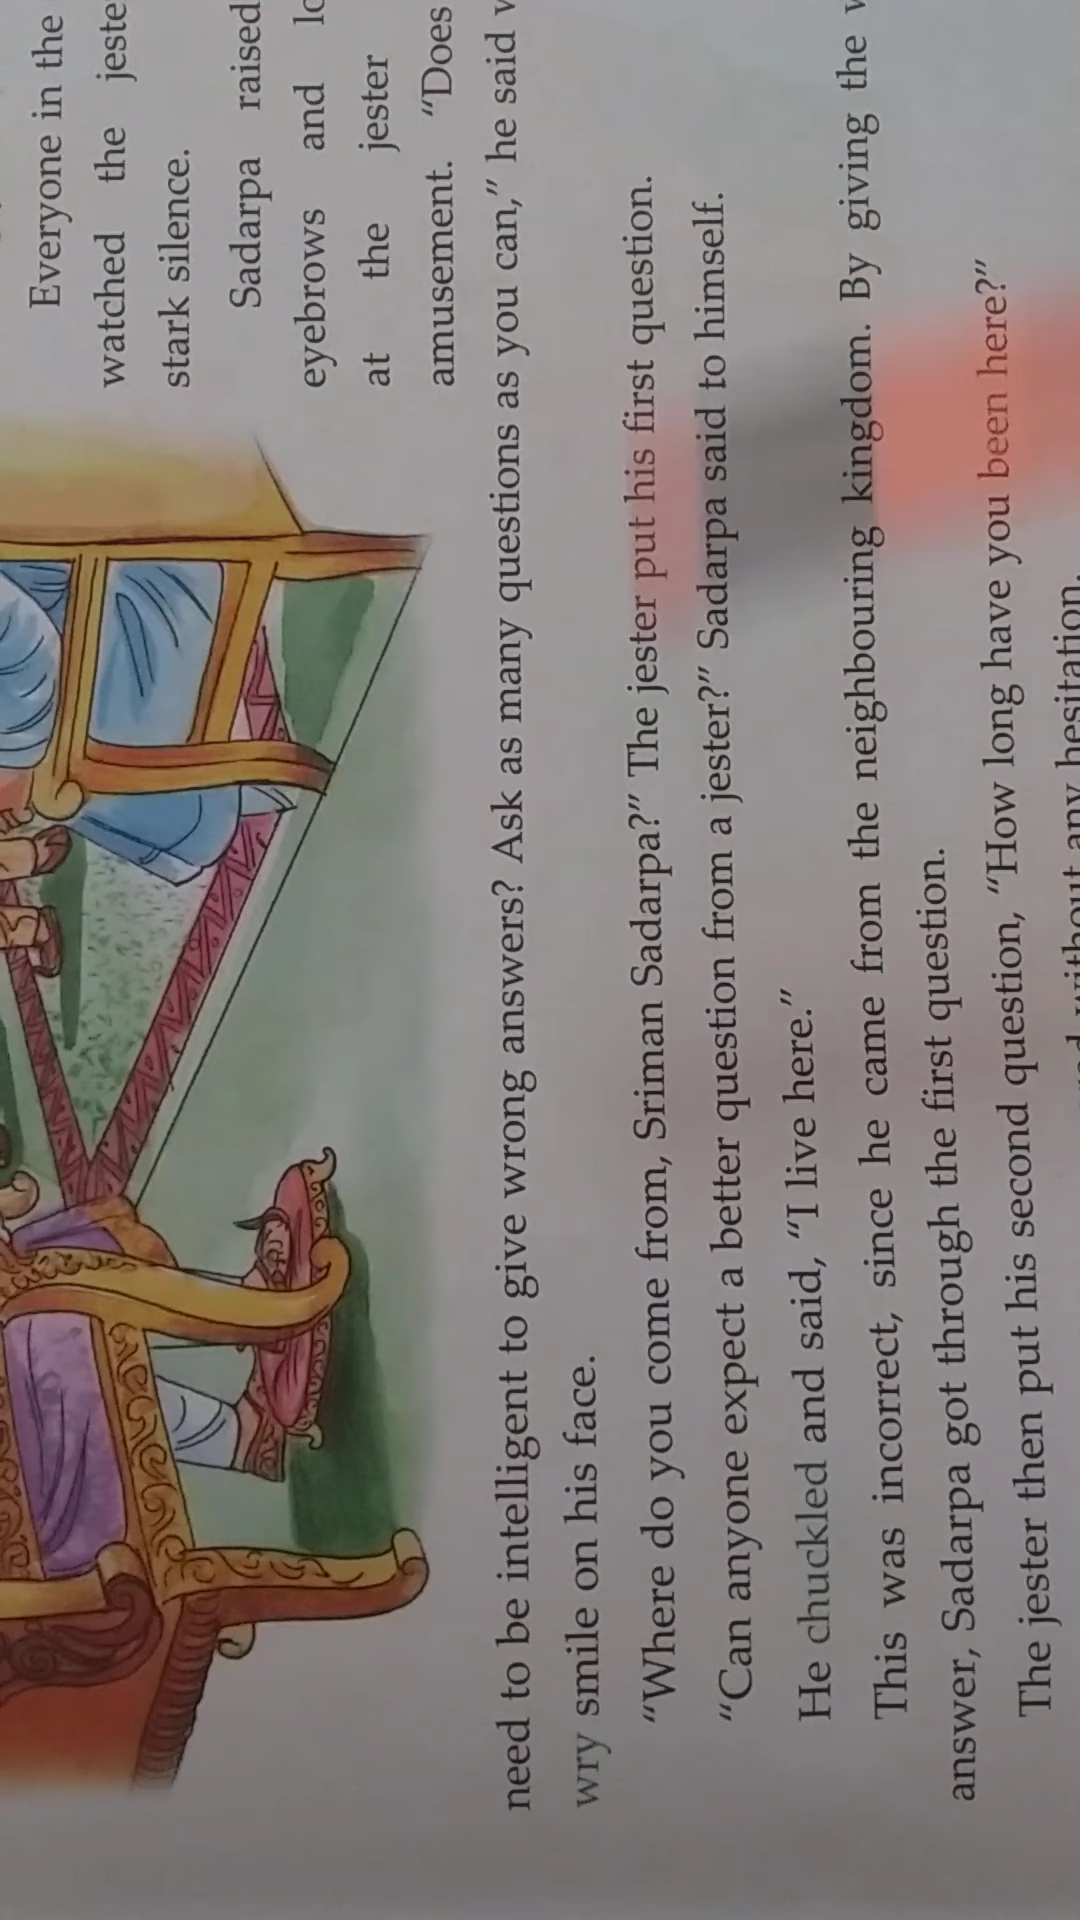 Everyone in the
watched the
stark silence.
Sadarpa raised
eyebrows and
at the jester
amusement. “Does
need to be intelligent to give wrong answers? Ask as many questions as you can,” he said
wry smile on his face.
“Where do you come from, Sriman Sadarpa?” The jester put his first question.
“Can anyone expect a better question from a jester?” Sadarpa said to himself.
He chuckled and said, “I live here.”
This was incorrect, since he came from the neighbouring kingdom. By giving the
answer, Sadarpa got through the first question.
The jester then put his second question, “How long have you been here?”
without any hesitation.